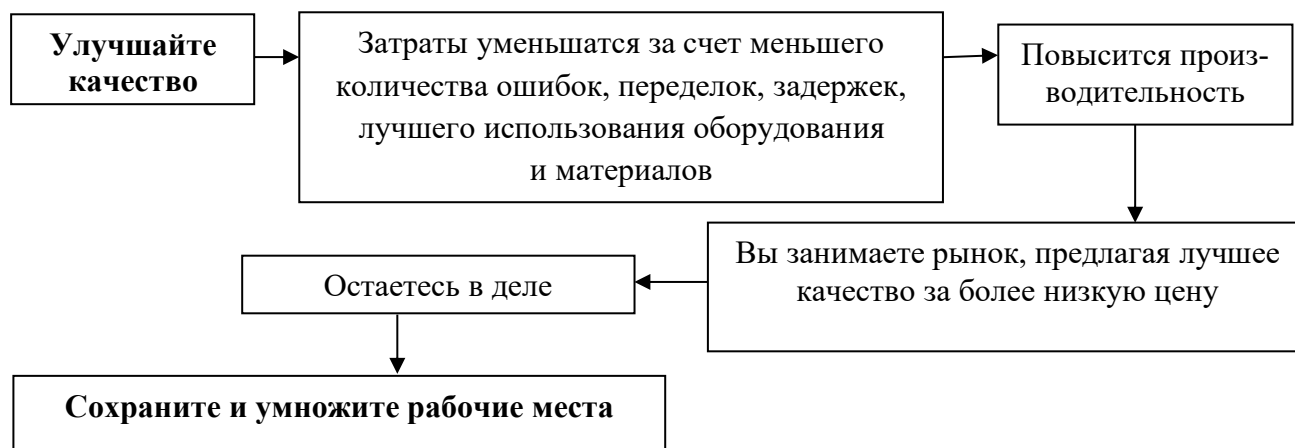 Улучшайте
качество
Затраты уменьшатся за счет меньшего
количества ошибок, переделок, задержек,
лучшего использования оборудования
и материалов
Повысится произ-
водительность
Вы занимаете рынок, предлагая лучшее
качество за более низкую цену
Остаетесь в деле
Сохраните и умножите рабочие места